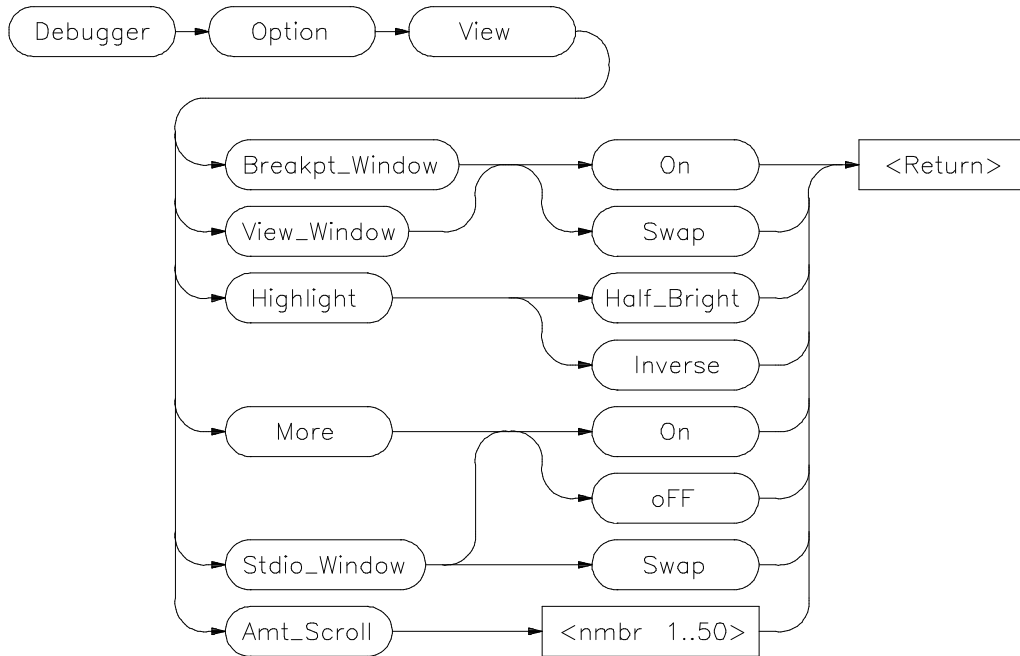 Debugger Option View
Breakpt_Window On <Return>
View_Window Swap
Highlight Half_Bright
Inverse
More On
oFF
Stdio_Window Swap
Amt_Scroll <nmbr 1..50>